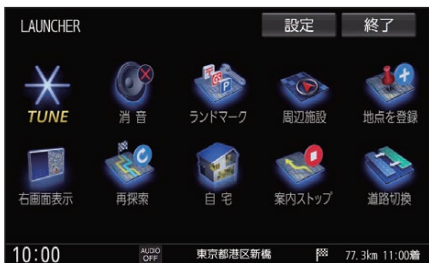 LAUNCHER 設定 終了
TUNE 消音 ランドマーク 周辺施設 地点を登録
右画面表示 再探索 自宅 案内ストップ 道路切換
10:00 AUDIO OFF 東京都港区新橋 77.3km 11:00着